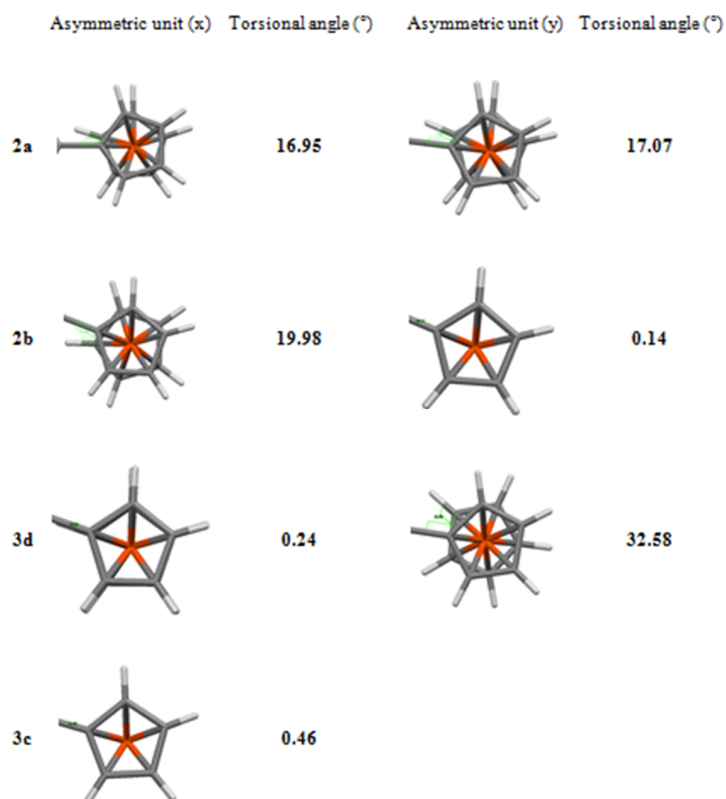 Asymmetric unit (x) Torsional angle (°) Asymmetric unit (y) Torsional angle (°)
2a 16.95 17.07
2b 19.98 0.14
3d 0.24 32.58
3c 0.46